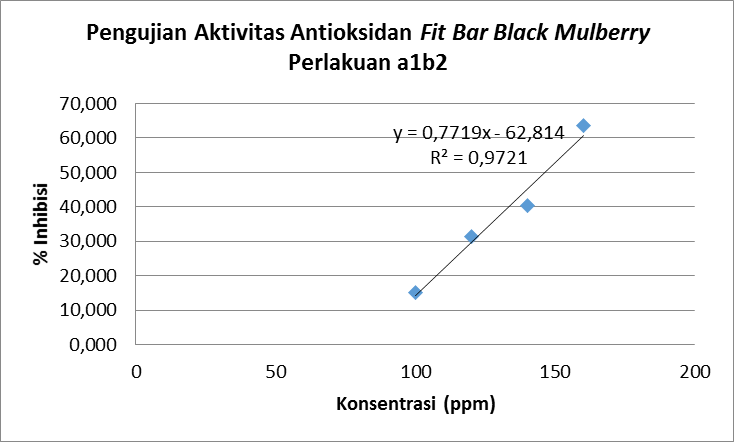 Pengujian Aktivitas Antioksidan Fit Bar Black Mulberry
Perlakuan a1b2
70,000
60,000
50,000
40,000
30,000
20,000
10,000
0,000
% Inhibisi
y = 0,7719x - 62,814
R² = 0,9721
0
50
100
150
200
Konsentrasi (ppm)